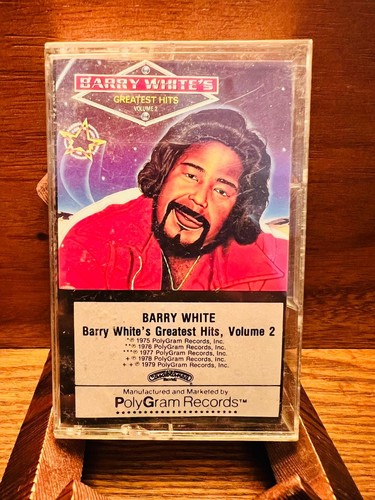 BARRY WHITE'S
GREATEST HITS
VOLUME 2
BARRY WHITE
Barry White's Greatest Hits, Volume 2
*℗ 1975 PolyGram Records, Inc.
**℗ 1976 PolyGram Records, Inc.
***℗ 1977 PolyGram Records, Inc.
+℗ 1978 PolyGram Records, Inc.
++℗ 1979 PolyGram Records, Inc.
Manufactured and Marketed by
PolyGram Records™